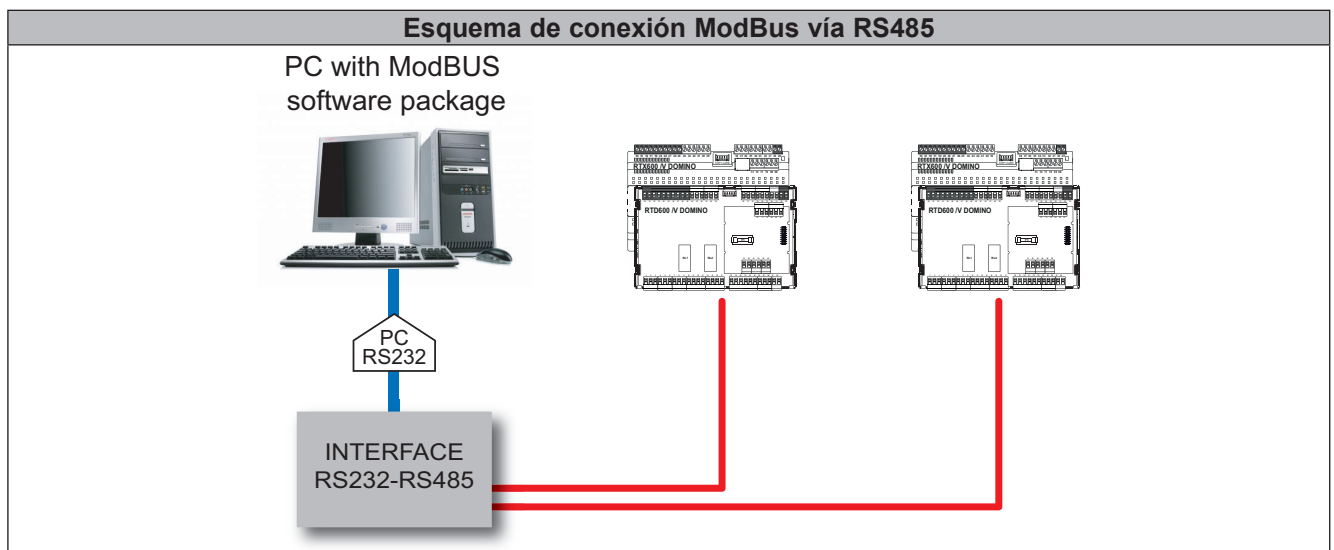 Esquema de conexión ModBus vía RS485
PC with ModBUS
software package
RTX600 /V DOMINO
RTD600 /V DOMINO
RTX600 /V DOMINO
RTD600 /V DOMINO
PC
RS232
INTERFACE
RS232-RS485